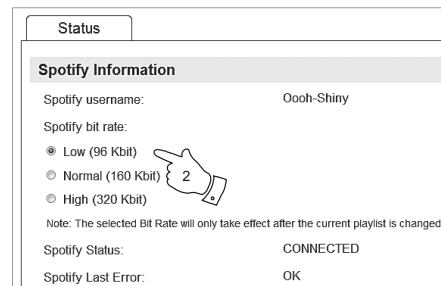 Status
Spotify Information
Spotify username: Oooh-Shiny
Spotify bit rate:
Low (96 Kbit)
Normal (160 Kbit)
2
High (320 Kbit)
Note: The selected Bit Rate will only take effect after the current playlist is changed
Spotify Status: CONNECTED
Spotify Last Error: OK